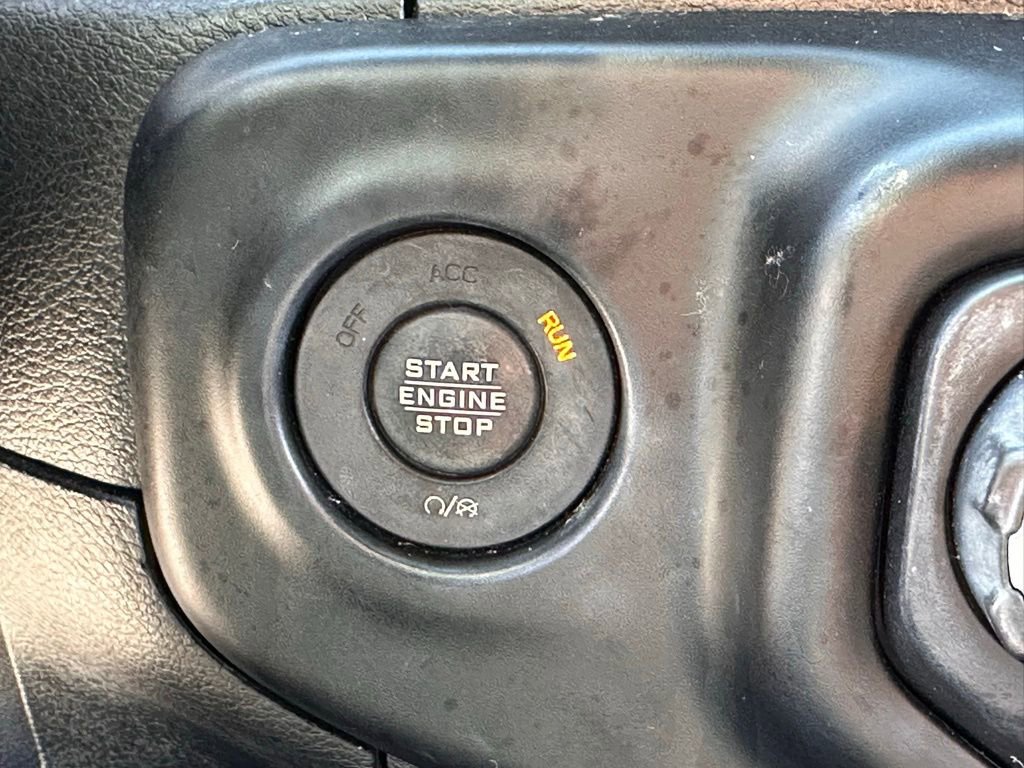 OFF
ACC
RUN
START
ENGINE
STOP